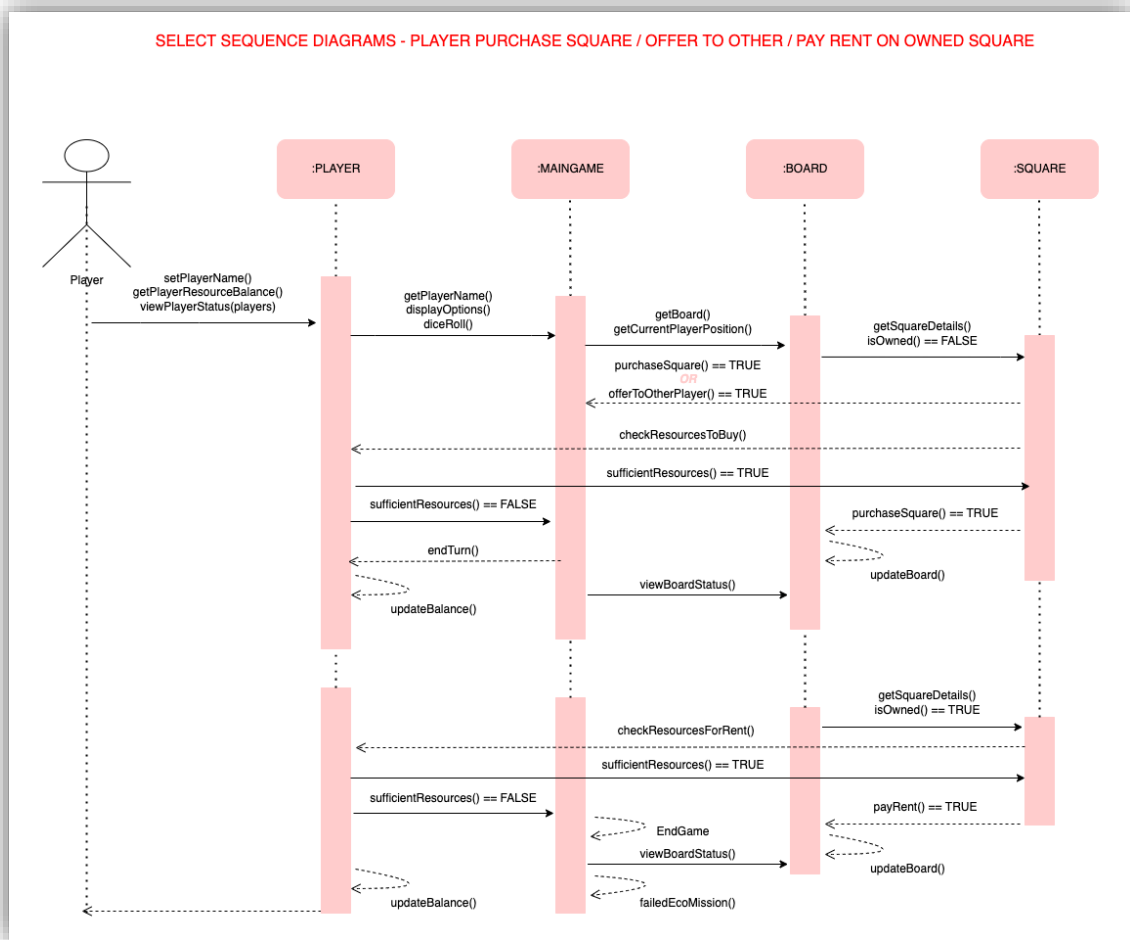 SELECT SEQUENCE DIAGRAMS - PLAYER PURCHASE SQUARE / OFFER TO OTHER / PAY RENT ON OWNED SQUARE
:PLAYER
:MAINGAME
:BOARD
:SQUARE
Player
setPlayerName()
getPlayerResourceBalance()
viewPlayerStatus(players)
getPlayerName()
displayOptions()
diceRoll()
getBoard()
getCurrentPlayerPosition()
getSquareDetails()
isOwned() == FALSE
purchaseSquare() == TRUE
OR
offerToOtherPlayer() == TRUE
checkResourcesToBuy()
sufficientResources() == TRUE
sufficientResources() == FALSE
purchaseSquare() == TRUE
endTurn()
updateBoard()
viewBoardStatus()
updateBalance()
getSquareDetails()
isOwned() == TRUE
checkResourcesForRent()
sufficientResources() == TRUE
sufficientResources() == FALSE
payRent() == TRUE
EndGame
viewBoardStatus()
updateBoard()
updateBalance()
failedEcoMission()